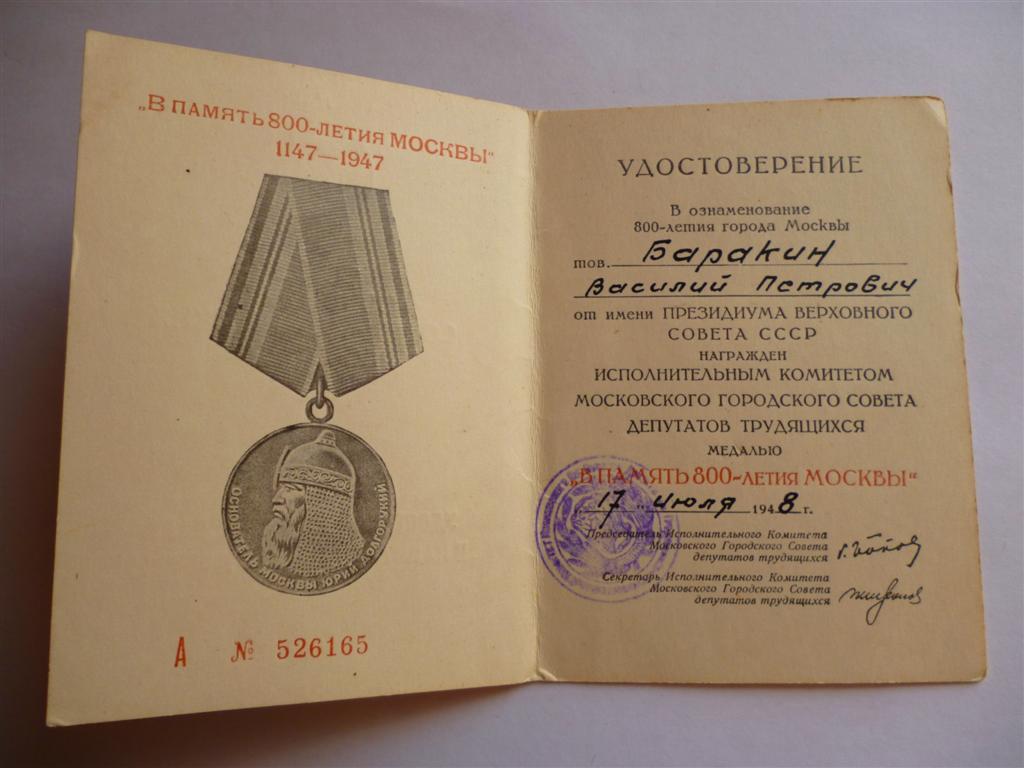 „В ПАМЯТЬ 800-ЛЕТИЯ МОСКВЫ“
1147—1947
ОСНОВАТЕЛЬ МОСКВЫ ЮРИЙ ДОЛГОРУКИЙ
А № 526165
УДОСТОВЕРЕНИЕ
В ознаменование
800-летия города Москвы
тов. Баракин
Василий Петрович
от имени ПРЕЗИДИУМА ВЕРХОВНОГО
СОВЕТА СССР
НАГРАЖДЕН
ИСПОЛНИТЕЛЬНЫМ КОМИТЕТОМ
МОСКОВСКОГО ГОРОДСКОГО СОВЕТА
ДЕПУТАТОВ ТРУДЯЩИХСЯ
МЕДАЛЬЮ
„В ПАМЯТЬ 800-ЛЕТИЯ МОСКВЫ“
„17“ Июля 1948 г.
Председатель Исполнительного Комитета
Московского Городского Совета
депутатов трудящихся
Секретарь Исполнительного Комитета
Московского Городского Совета
депутатов трудящихся